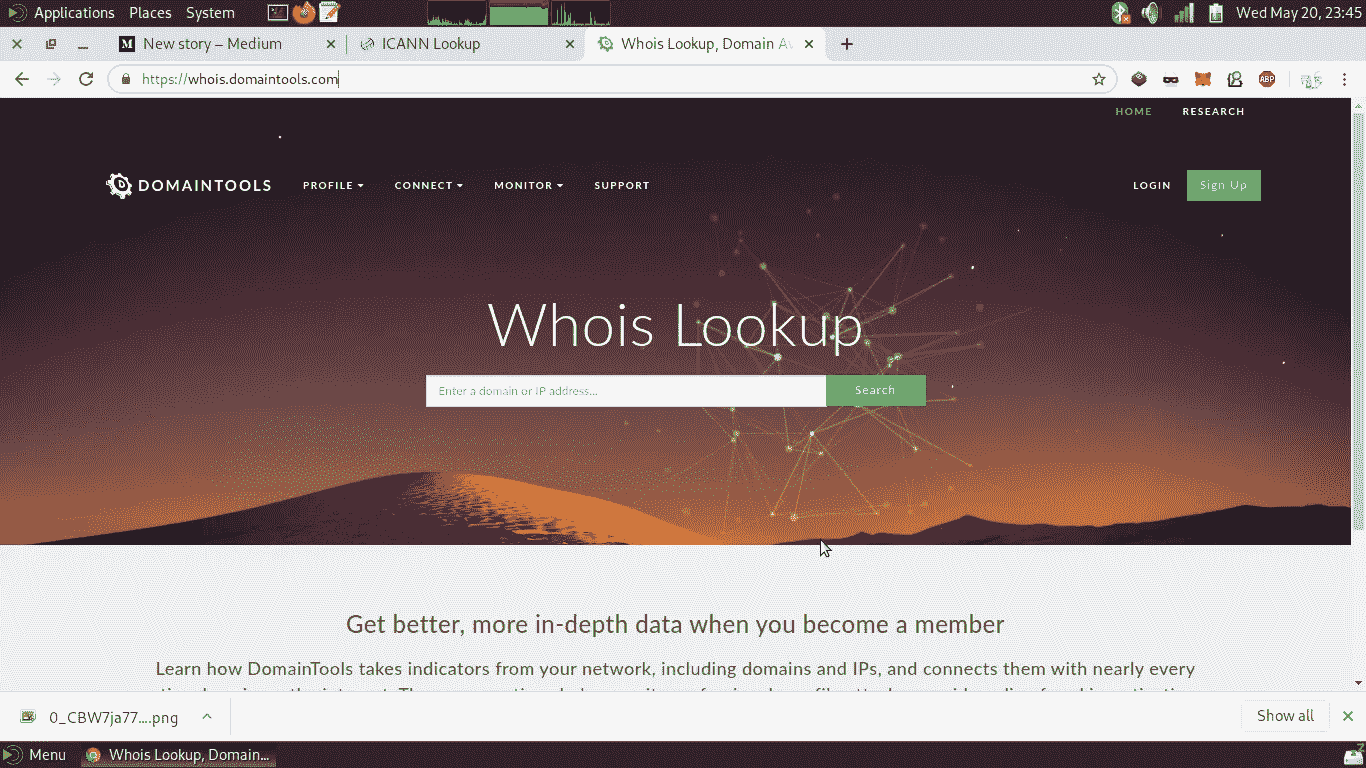 Applications Places System
Wed May 20, 23:45
New story – Medium
ICANN Lookup
Whois Lookup, Domain Av
https://whois.domaintools.com
ABP
HOME RESEARCH
DOMAINTOOLS PROFILE CONNECT MONITOR SUPPORT LOGIN Sign Up
Whois Lookup
Enter a domain or IP address... Search
Get better, more in-depth data when you become a member
Learn how DomainTools takes indicators from your network, including domains and IPs, and connects them with nearly every
0_CBW7ja77....png
Show all
Menu Whois Lookup, Domain...